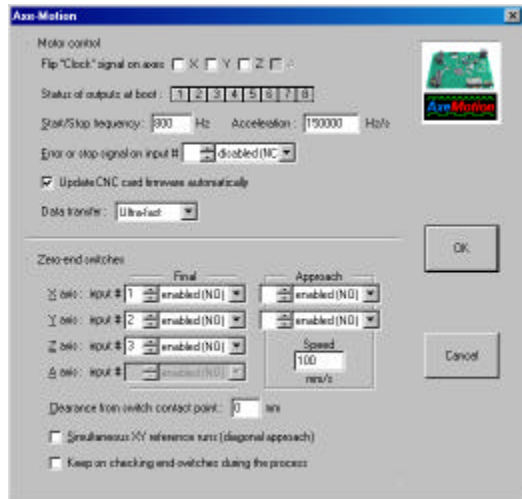 Axe-Motion
Motor control
Flip "Clock" signal on axes X Y Z A
Status of outputs at boot : 1 2 3 4 5 6 7 8
Start/Stop frequency : 800 Hz Acceleration : 150000 Hz/s
Error or stop signal on input # disabled (NC
Update CNC card firmware automatically
Data transfer : Ultra-fast
AxeMotion
OK
Zero-end switches
Final Approach
X axis : input # 1 enabled (NO) enabled (NO)
Y axis : input # 2 enabled (NO) enabled (NO)
Z axis : input # 3 enabled (NO) Speed
100
A axis : input # enabled (NO) mm/s
Cancel
Clearance from switch contact point : 0 mm
Simultaneous XY reference runs (diagonal approach)
Keep on checking end-switches during the process